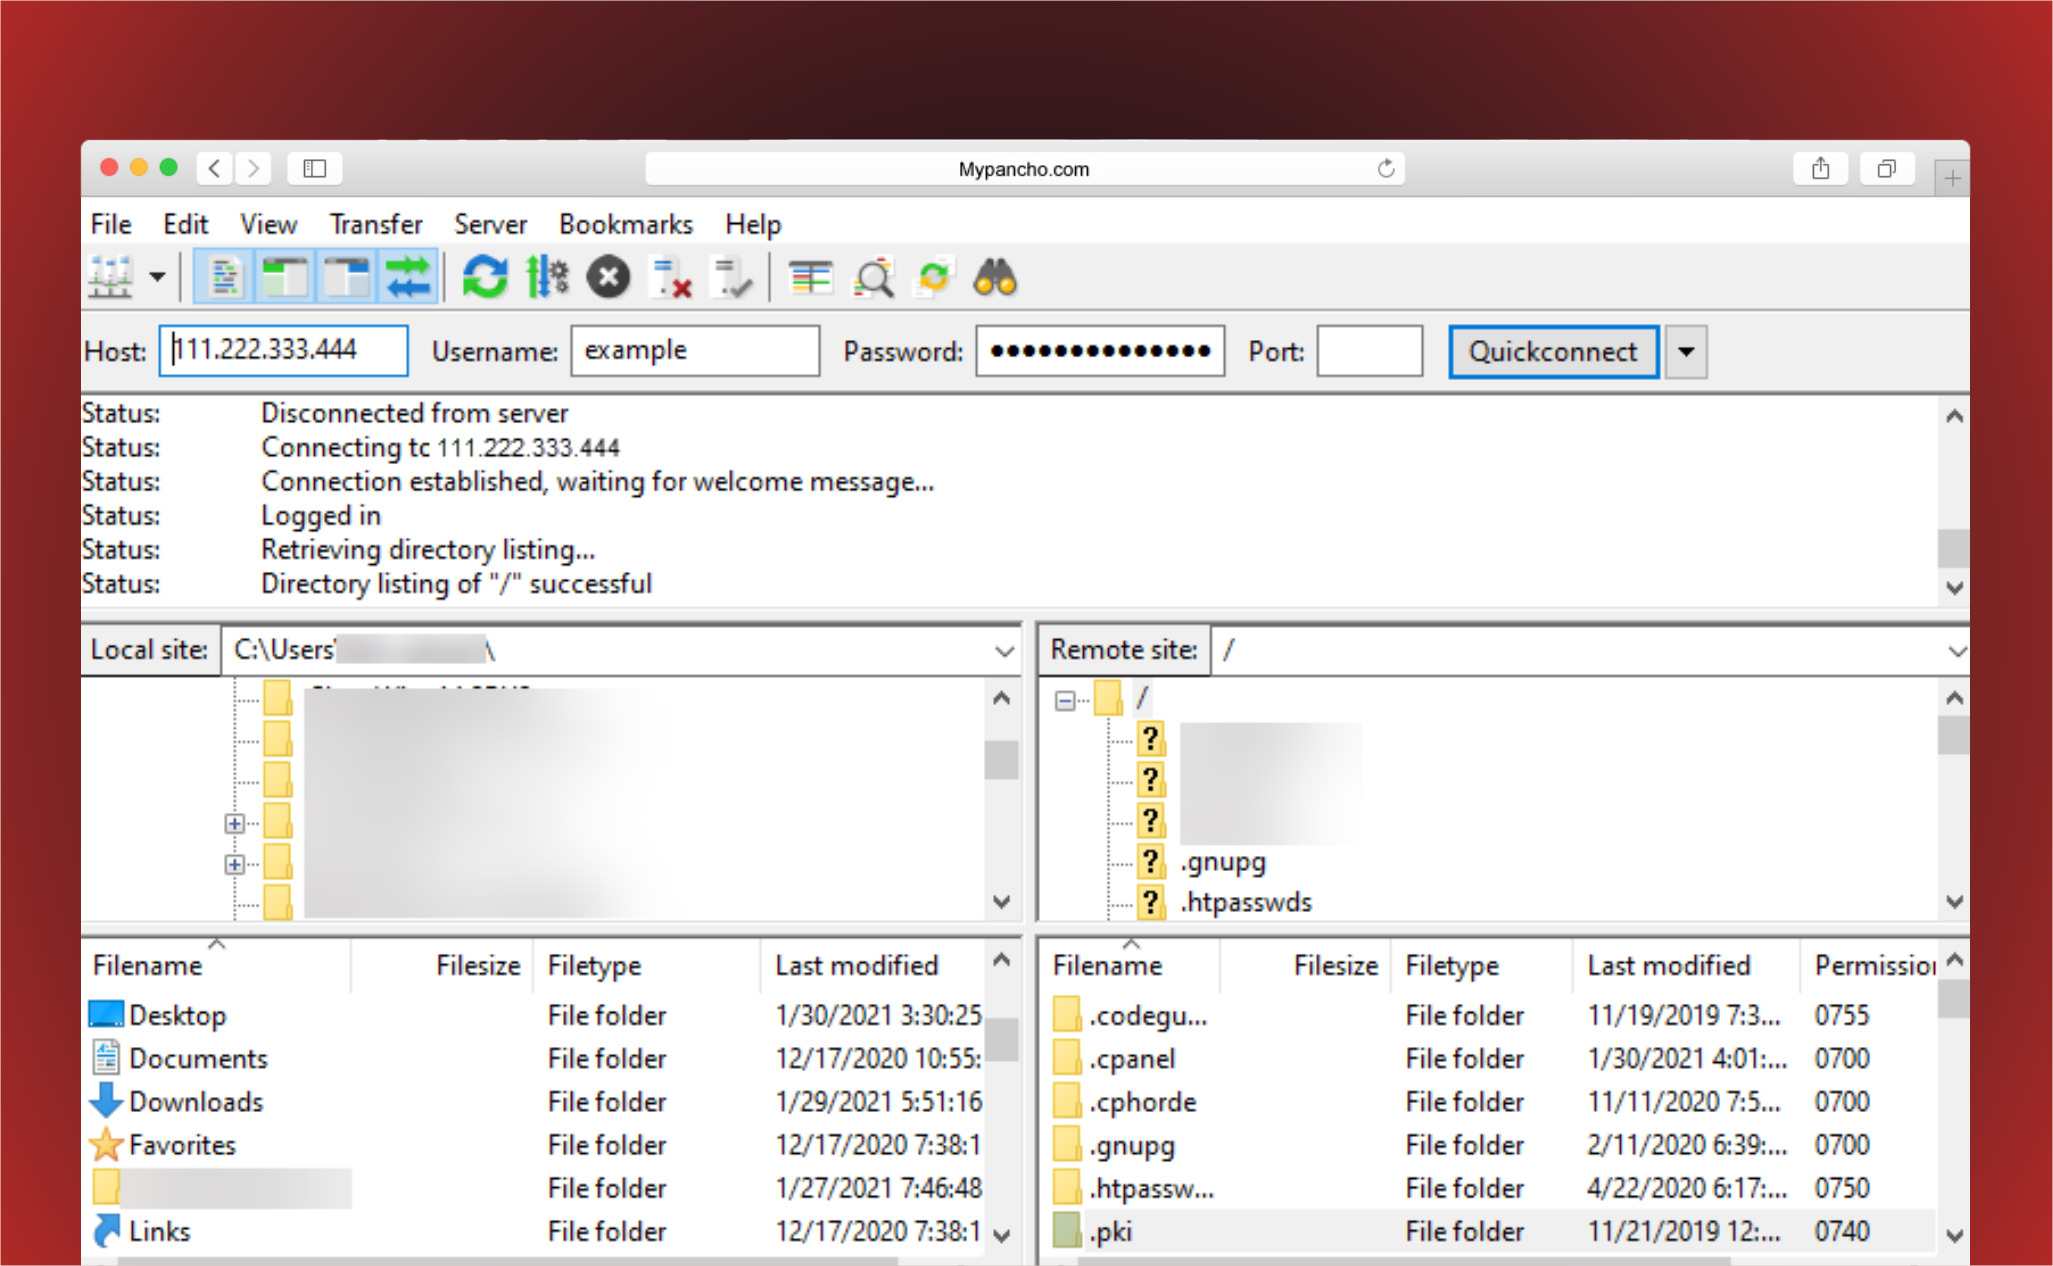 Mypancho.com
File Edit View Transfer Server Bookmarks Help
Host: 111.222.333.444 Username: example Password: ●●●●●●●●●●●●●● Port: Quickconnect
Status: Disconnected from server
Status: Connecting tc 111.222.333.444
Status: Connection established, waiting for welcome message...
Status: Logged in
Status: Retrieving directory listing...
Status: Directory listing of "/" successful
Local site: C:\Users\ \
Remote site: /
/
.gnupg
.htpasswds
Filename Filesize Filetype Last modified
Desktop File folder 1/30/2021 3:30:25
Documents File folder 12/17/2020 10:55:
Downloads File folder 1/29/2021 5:51:16
Favorites File folder 12/17/2020 7:38:1
File folder 1/27/2021 7:46:48
Links File folder 12/17/2020 7:38:1
Filename Filesize Filetype Last modified Permission
.codegu... File folder 11/19/2019 7:3... 0755
.cpanel File folder 1/30/2021 4:01:... 0700
.cphorde File folder 11/11/2020 7:5... 0700
.gnupg File folder 2/11/2020 6:39:... 0700
.htpassw... File folder 4/22/2020 6:17:... 0750
.pki File folder 11/21/2019 12:... 0740